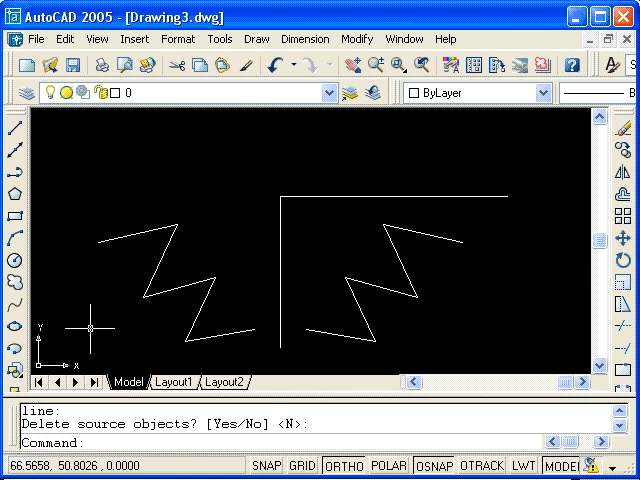 AutoCAD 2005 - [Drawing3.dwg]
File Edit View Insert Format Tools Draw Dimension Modify Window Help
0 ByLayer
Y
X
Model Layout1 Layout2
line:
Delete source objects? [Yes/No] <N>:
Command:
66.5658, 50.8026 , 0.0000 SNAP GRID ORTHO POLAR OSNAP OTRACK LWT MODEL